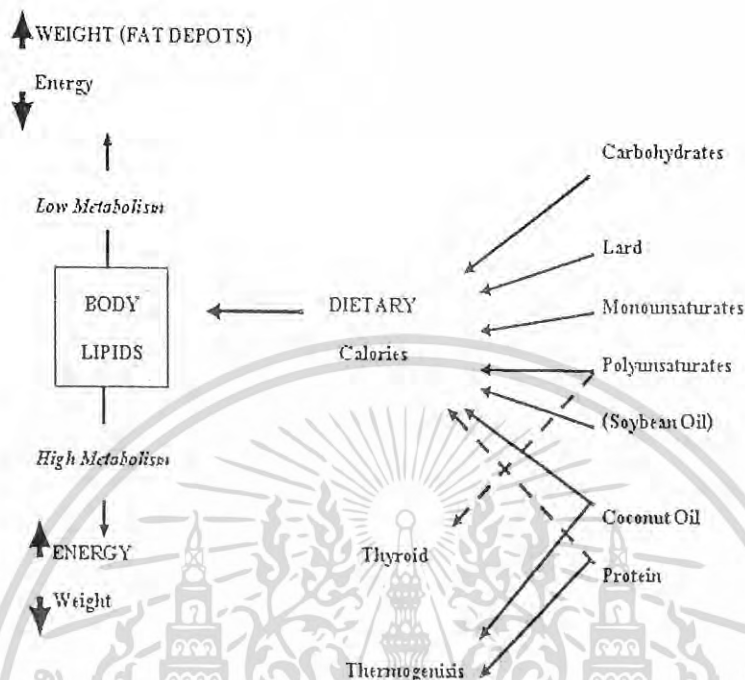 WEIGHT (FAT DEPOTS)
Energy
Low Metabolism
BODY
LIPIDS
High Metabolism
ENERGY
Weight
DIETARY
Calories
Thyroid
Thermogenisis
Carbohydrates
Lard
Monounsaturates
Polyunsaturates
(Soybean Oil)
Coconut Oil
Protein